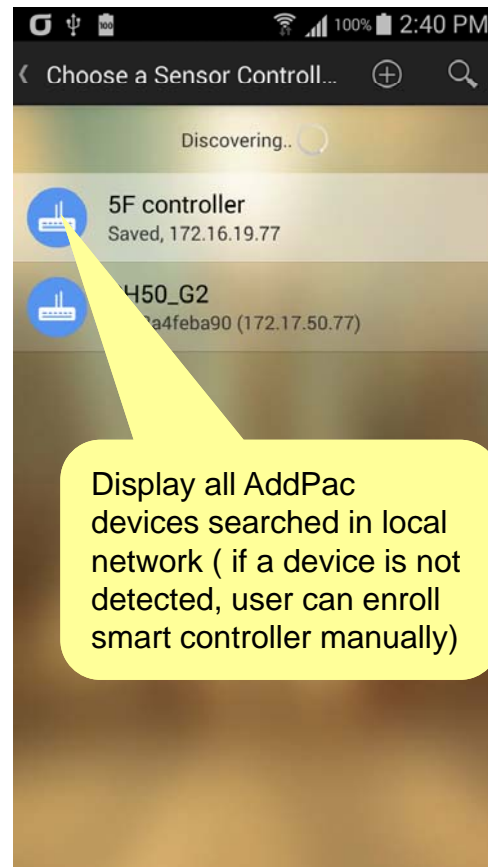 100 100% 2:40 PM
Choose a Sensor Controll...
Discovering..
5F controller
Saved, 172.16.19.77
H50_G2
a4feba90 (172.17.50.77)
Display all AddPac
devices searched in local
network ( if a device is not
detected, user can enroll
smart controller manually)